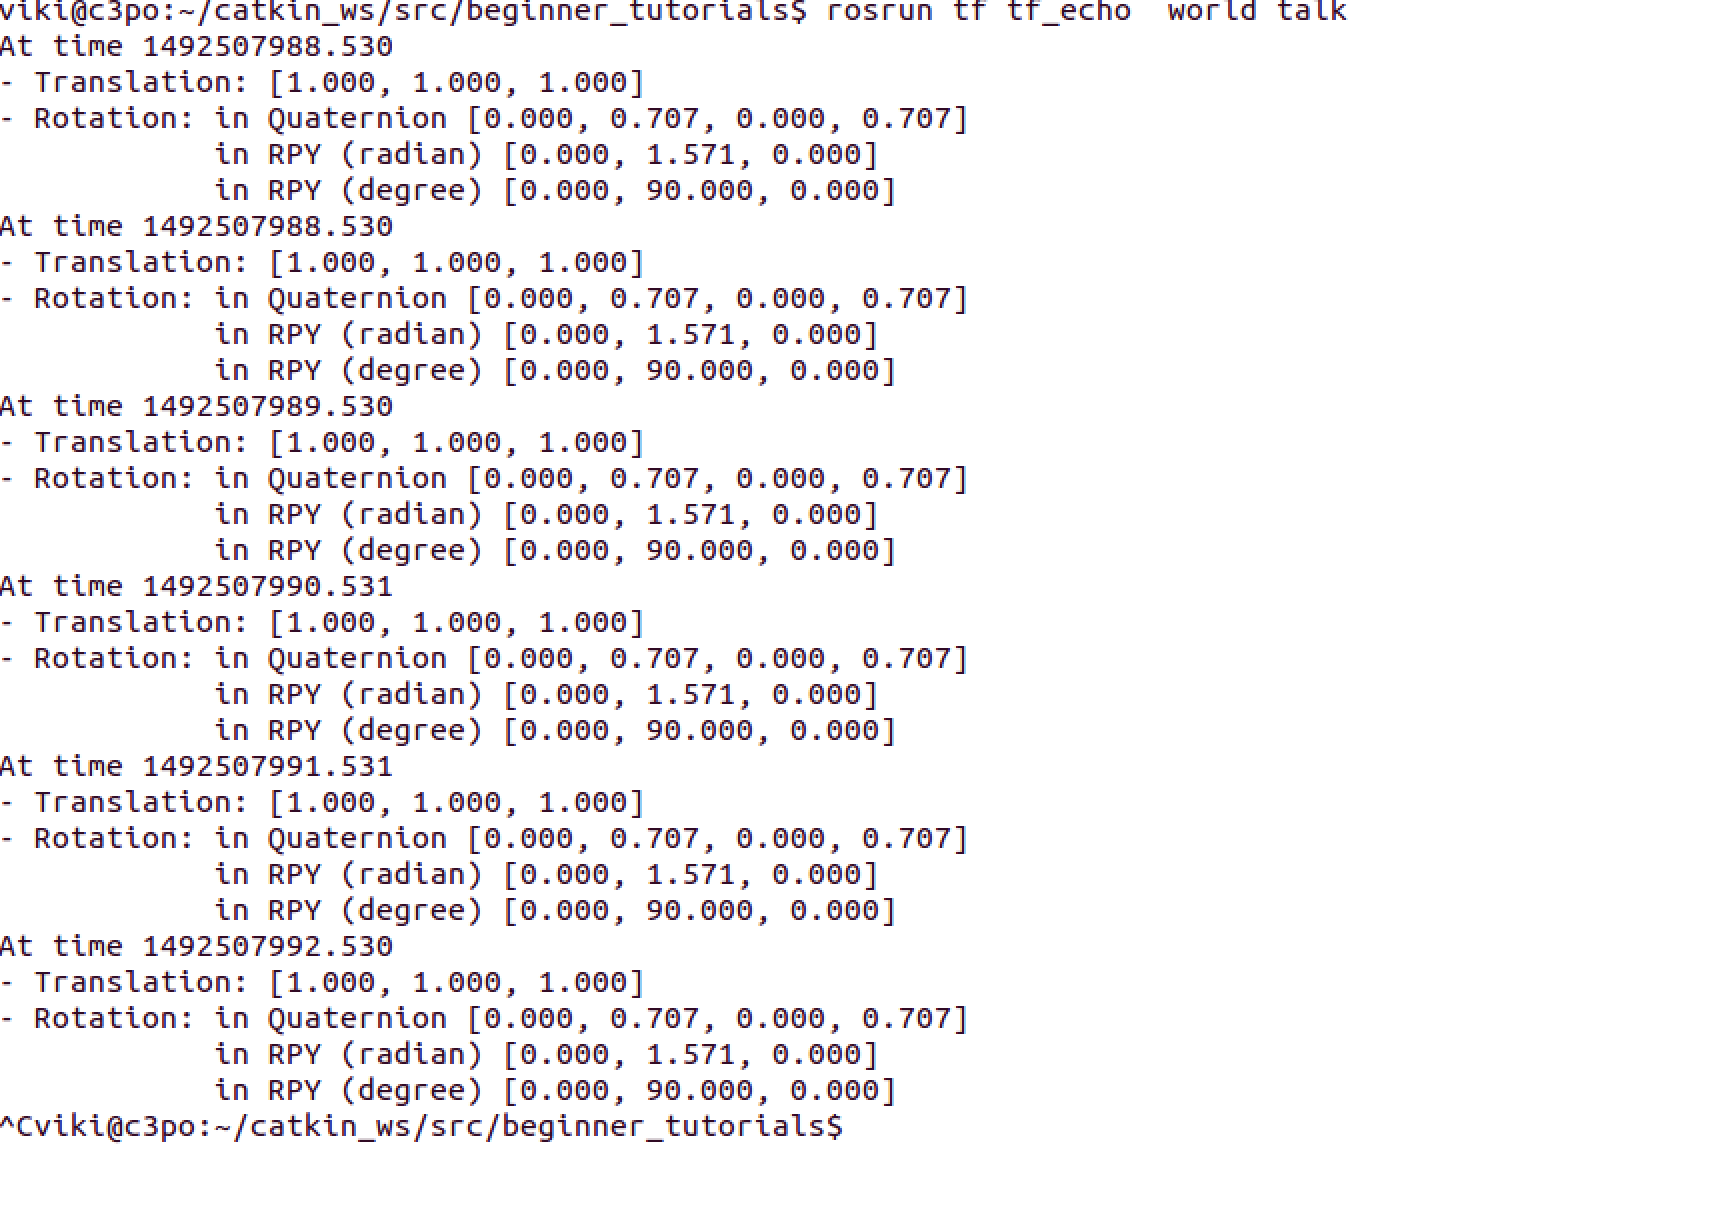 viki@c3po:~/catkin_ws/src/beginner_tutorials$ rosrun tf tf_echo  world talk
At time 1492507988.530
- Translation: [1.000, 1.000, 1.000]
- Rotation: in Quaternion [0.000, 0.707, 0.000, 0.707]
            in RPY (radian) [0.000, 1.571, 0.000]
            in RPY (degree) [0.000, 90.000, 0.000]
At time 1492507988.530
- Translation: [1.000, 1.000, 1.000]
- Rotation: in Quaternion [0.000, 0.707, 0.000, 0.707]
            in RPY (radian) [0.000, 1.571, 0.000]
            in RPY (degree) [0.000, 90.000, 0.000]
At time 1492507989.530
- Translation: [1.000, 1.000, 1.000]
- Rotation: in Quaternion [0.000, 0.707, 0.000, 0.707]
            in RPY (radian) [0.000, 1.571, 0.000]
            in RPY (degree) [0.000, 90.000, 0.000]
At time 1492507990.531
- Translation: [1.000, 1.000, 1.000]
- Rotation: in Quaternion [0.000, 0.707, 0.000, 0.707]
            in RPY (radian) [0.000, 1.571, 0.000]
            in RPY (degree) [0.000, 90.000, 0.000]
At time 1492507991.531
- Translation: [1.000, 1.000, 1.000]
- Rotation: in Quaternion [0.000, 0.707, 0.000, 0.707]
            in RPY (radian) [0.000, 1.571, 0.000]
            in RPY (degree) [0.000, 90.000, 0.000]
At time 1492507992.530
- Translation: [1.000, 1.000, 1.000]
- Rotation: in Quaternion [0.000, 0.707, 0.000, 0.707]
            in RPY (radian) [0.000, 1.571, 0.000]
            in RPY (degree) [0.000, 90.000, 0.000]
^Cviki@c3po:~/catkin_ws/src/beginner_tutorials$